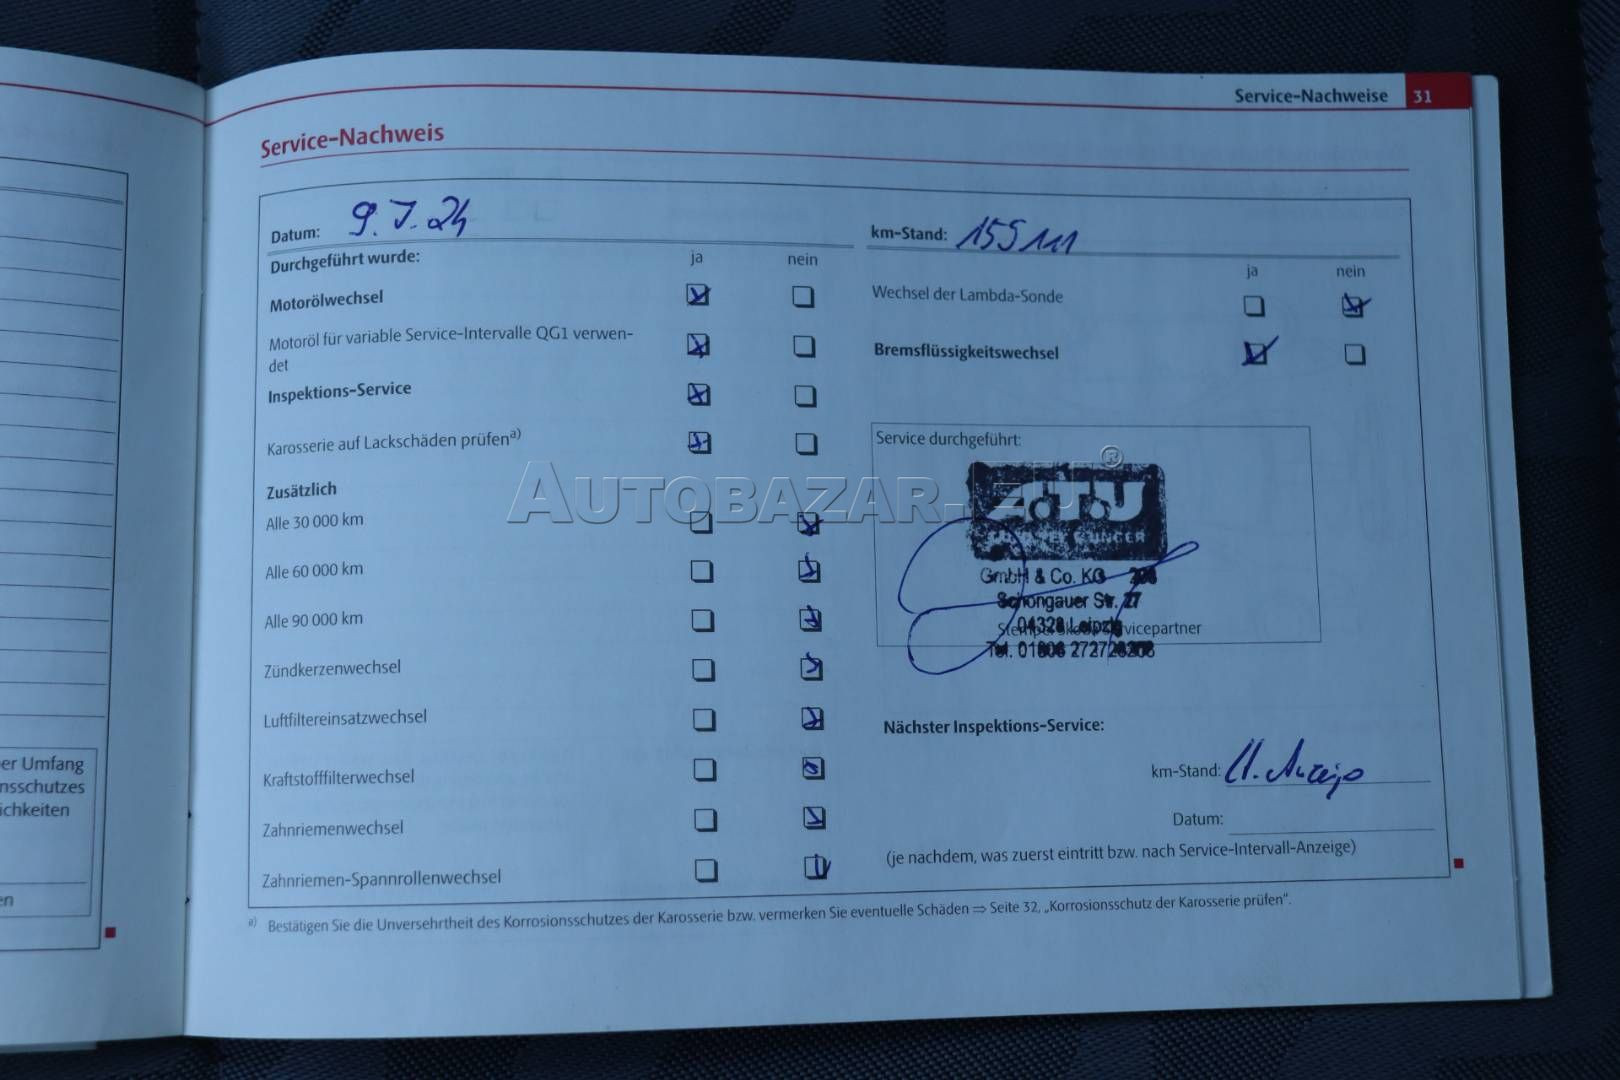 Service-Nachweise 31
Service-Nachweis
Datum: 9.7.24
km-Stand: 155111
Durchgeführt wurde: ja nein
ja nein
Motorölwechsel
Wechsel der Lambda-Sonde
Motoröl für variable Service-Intervalle QG1 verwen-
det
Bremsflüssigkeitswechsel
Inspektions-Service
Karosserie auf Lackschäden prüfen a)
Service durchgeführt:
Zusätzlich
AUTOBAZAR.EU®
Alle 30 000 km
Alle 60 000 km
GmbH & Co. KG
Schongauer Str. 27
Alle 90 000 km
04328 Leipzig
servicepartner
Tel. 01806
Zündkerzenwechsel
Luftfiltereinsatzwechsel
Nächster Inspektions-Service:
Kraftstofffilterwechsel
km-Stand: U. Anzeige
Zahnriemenwechsel
Datum:
Zahnriemen-Spannrollenwechsel
(je nachdem, was zuerst eintritt bzw. nach Service-Intervall-Anzeige)
a) Bestätigen Sie die Unversehrtheit des Korrosionsschutzes der Karosserie bzw. vermerken Sie eventuelle Schäden ⇒ Seite 32, „Korrosionsschutz der Karosserie prüfen“.
er Umfang
nsschutzes
ichkeiten
en